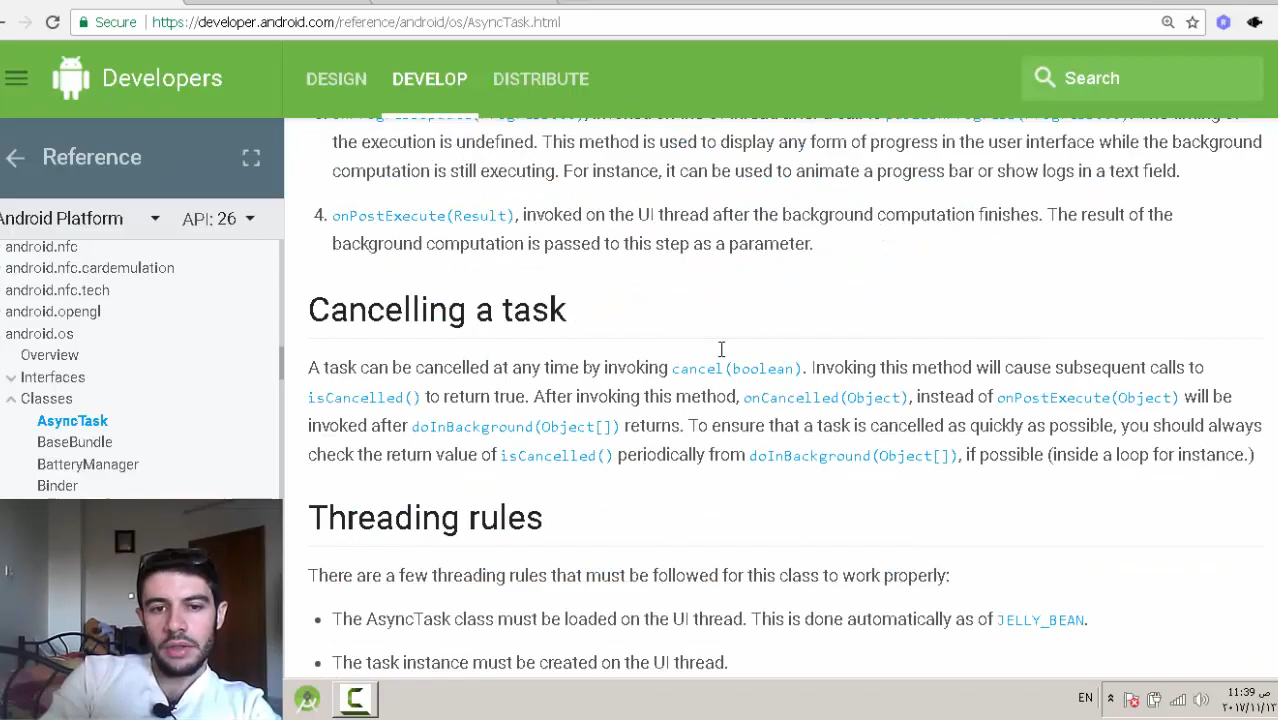 Secure https://developer.android.com/reference/android/os/AsyncTask.html
Developers
DESIGN DEVELOP DISTRIBUTE
Search
Reference
Android Platform
API: 26
android.nfc
android.nfc.cardemulation
android.nfc.tech
android.opengl
android.os
Overview
Interfaces
Classes
AsyncTask
BaseBundle
BatteryManager
Binder
the execution is undefined. This method is used to display any form of progress in the user interface while the background
computation is still executing. For instance, it can be used to animate a progress bar or show logs in a text field.
4. onPostExecute(Result), invoked on the UI thread after the background computation finishes. The result of the
background computation is passed to this step as a parameter.
Cancelling a task
A task can be cancelled at any time by invoking cancel(boolean). Invoking this method will cause subsequent calls to
isCancelled() to return true. After invoking this method, onCancelled(Object), instead of onPostExecute(Object) will be
invoked after doInBackground(Object[]) returns. To ensure that a task is cancelled as quickly as possible, you should always
check the return value of isCancelled() periodically from doInBackground(Object[]), if possible (inside a loop for instance.)
Threading rules
There are a few threading rules that must be followed for this class to work properly:
• The AsyncTask class must be loaded on the UI thread. This is done automatically as of JELLY_BEAN.
• The task instance must be created on the UI thread.
EN
11:39 ص